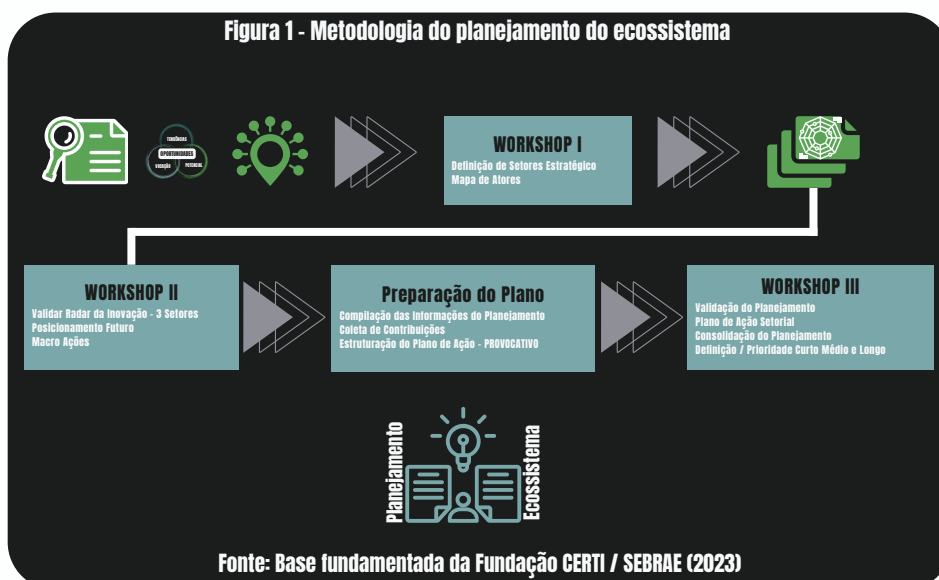 Figura 1 - Metodologia do planejamento do ecossistema
TENDÊNCIAS
OPORTUNIDADES
VOCAÇÃO
POTENCIAL
WORKSHOP I
Definição de Setores Estratégico
Mapa de Atores
WORKSHOP II
Validar Radar da Inovação - 3 Setores
Posicionamento Futuro
Macro Ações
Preparação do Plano
Compilação das Informações do Planejamento
Coleta de Contribuições
Estruturação do Plano de Ação - PROVOCATIVO
WORKSHOP III
Validação do Planejamento
Plano de Ação Setorial
Consolidação do Planejamento
Definição / Prioridade Curto Médio e Longo
Planejamento
Ecossistema
Fonte: Base fundamentada da Fundação CERTI / SEBRAE (2023)